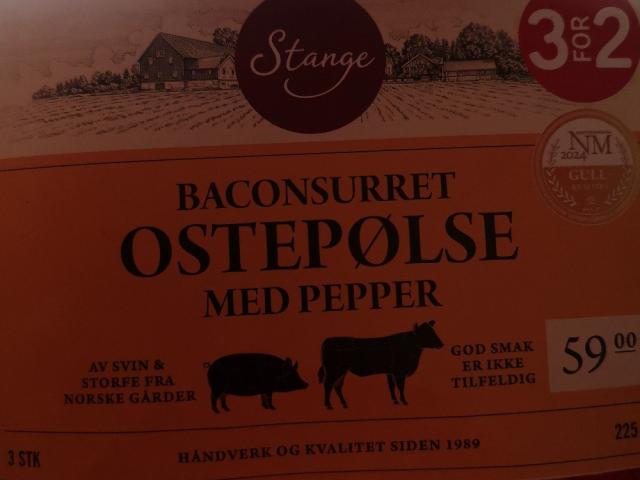 Stange
3 FOR 2
NM
2024
GULL
BACONSURRET
OSTEPØLSE
MED PEPPER
AV SVIN &
STORFE FRA
NORSKE GÅRDER
GOD SMAK
ER IKKE
TILFELDIG
59 00
3 STK
HÅNDVERK OG KVALITET SIDEN 1989
225